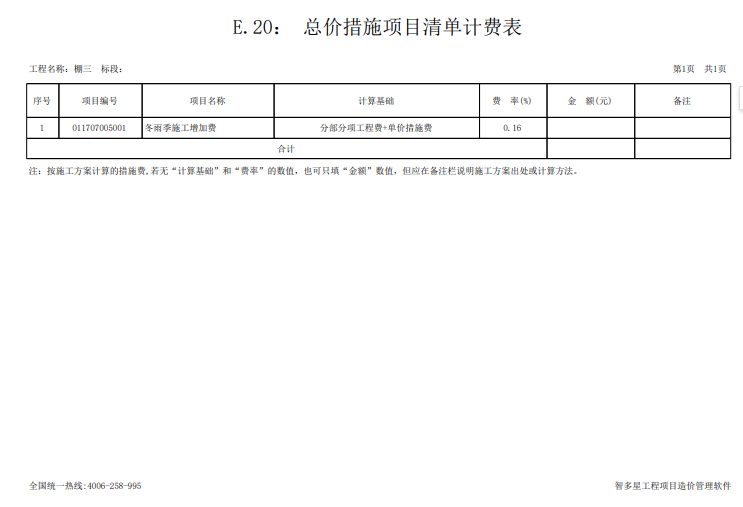 E.20： 总价措施项目清单计费表
工程名称：棚三 标段： 第1页 共1页
序号 项目编号 项目名称 计算基础 费 率(%) 金 额(元) 备注
1 011707005001 冬雨季施工增加费 分部分项工程费+单价措施费 0.16
合计
注：按施工方案计算的措施费,若无“计算基础”和“费率”的数值，也可只填“金额”数值，但应在备注栏说明施工方案出处或计算方法。
全国统一热线:4006-258-995 智多星工程项目造价管理软件